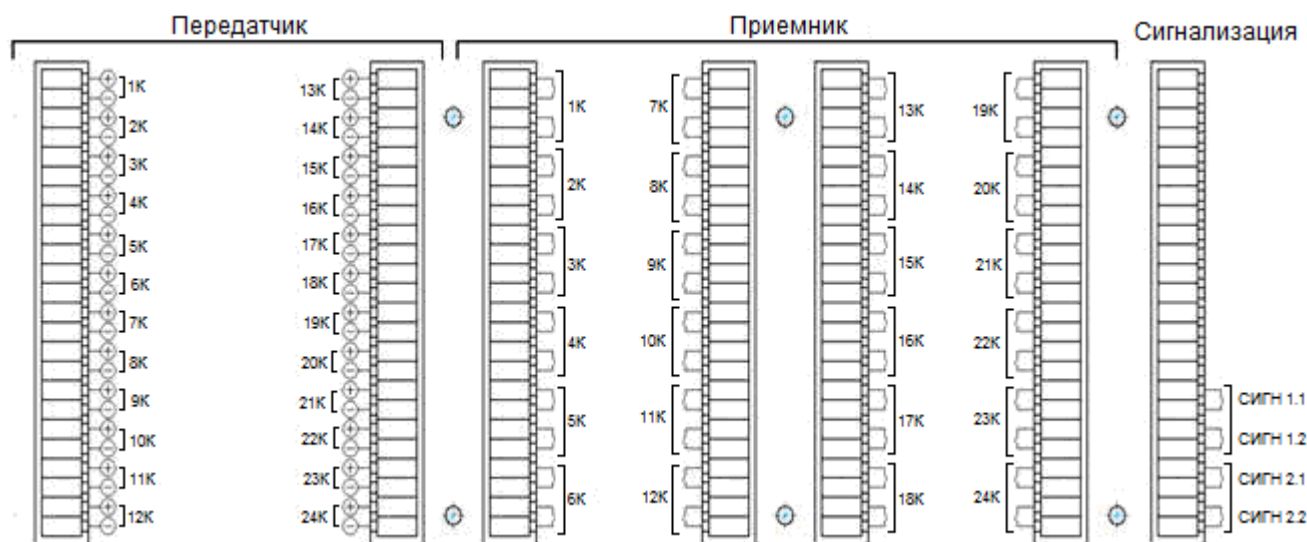 Передатчик
Приемник
Сигнализация
1К
2К
3К
4К
5К
6К
7К
8К
9К
10К
11К
12К
13К
14К
15К
16К
17К
18К
19К
20К
21К
22К
23К
24К
1К
2К
3К
4К
5К
6К
7К
8К
9К
10К
11К
12К
13К
14К
15К
16К
17К
18К
19К
20К
21К
22К
23К
24К
СИГН 1.1
СИГН 1.2
СИГН 2.1
СИГН 2.2